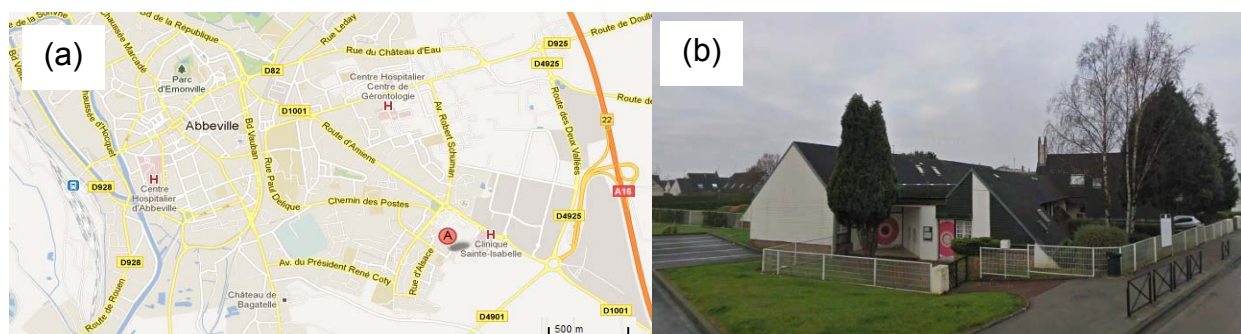 (a)
de la Somme
Chaussée Marcadé
Bd de la République
Rue Leday
Rue du Château d'Eau
D925
Route de Doulle
D4925
D82
Parc
d'Emonville
Centre Hospitalier
Centre de
Gérontologie
H
Route de
Bd Vauban
Chaussée d'Hocquet
Abbeville
D1001
Route d'Amiens
Av. Robert Schuman
Route des Deux Vallées
22
Bd Vauban
Rue Paul Delique
H
D928
Centre
Hospitalier
d'Abbeville
Chemin des Postes
A16
D4925
A
H
Clinique
Sainte-Isabelle
D928
Rue d'Alsace
Av. du Président René Coty
Route de Rouen
Château de
Bagatelle
D4901
D1001
500 m
(b)